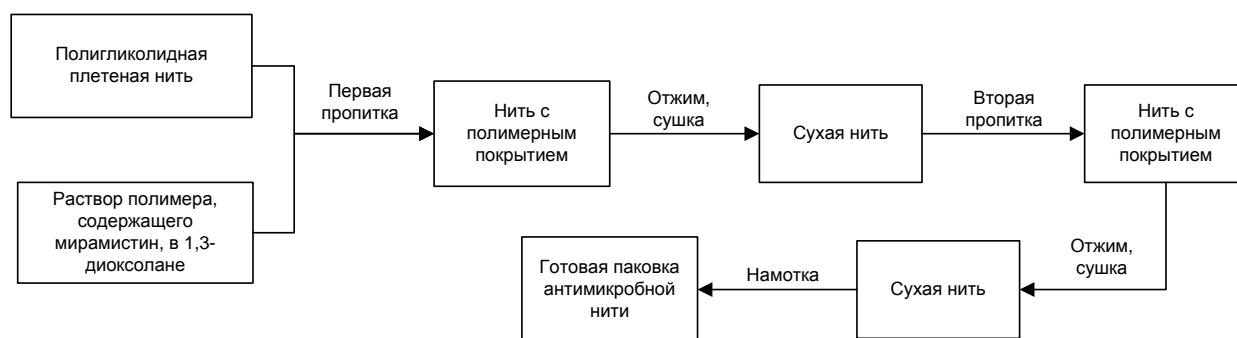 Полигликолидная
плетеная нить
Раствор полимера,
содержащего
мирамистин, в 1,3-
диоксолане
Первая
пропитка
Нить с
полимерным
покрытием
Отжим,
сушка
Сухая нить
Вторая
пропитка
Нить с
полимерным
покрытием
Отжим,
сушка
Сухая нить
Намотка
Готовая паковка
антимикробной
нити